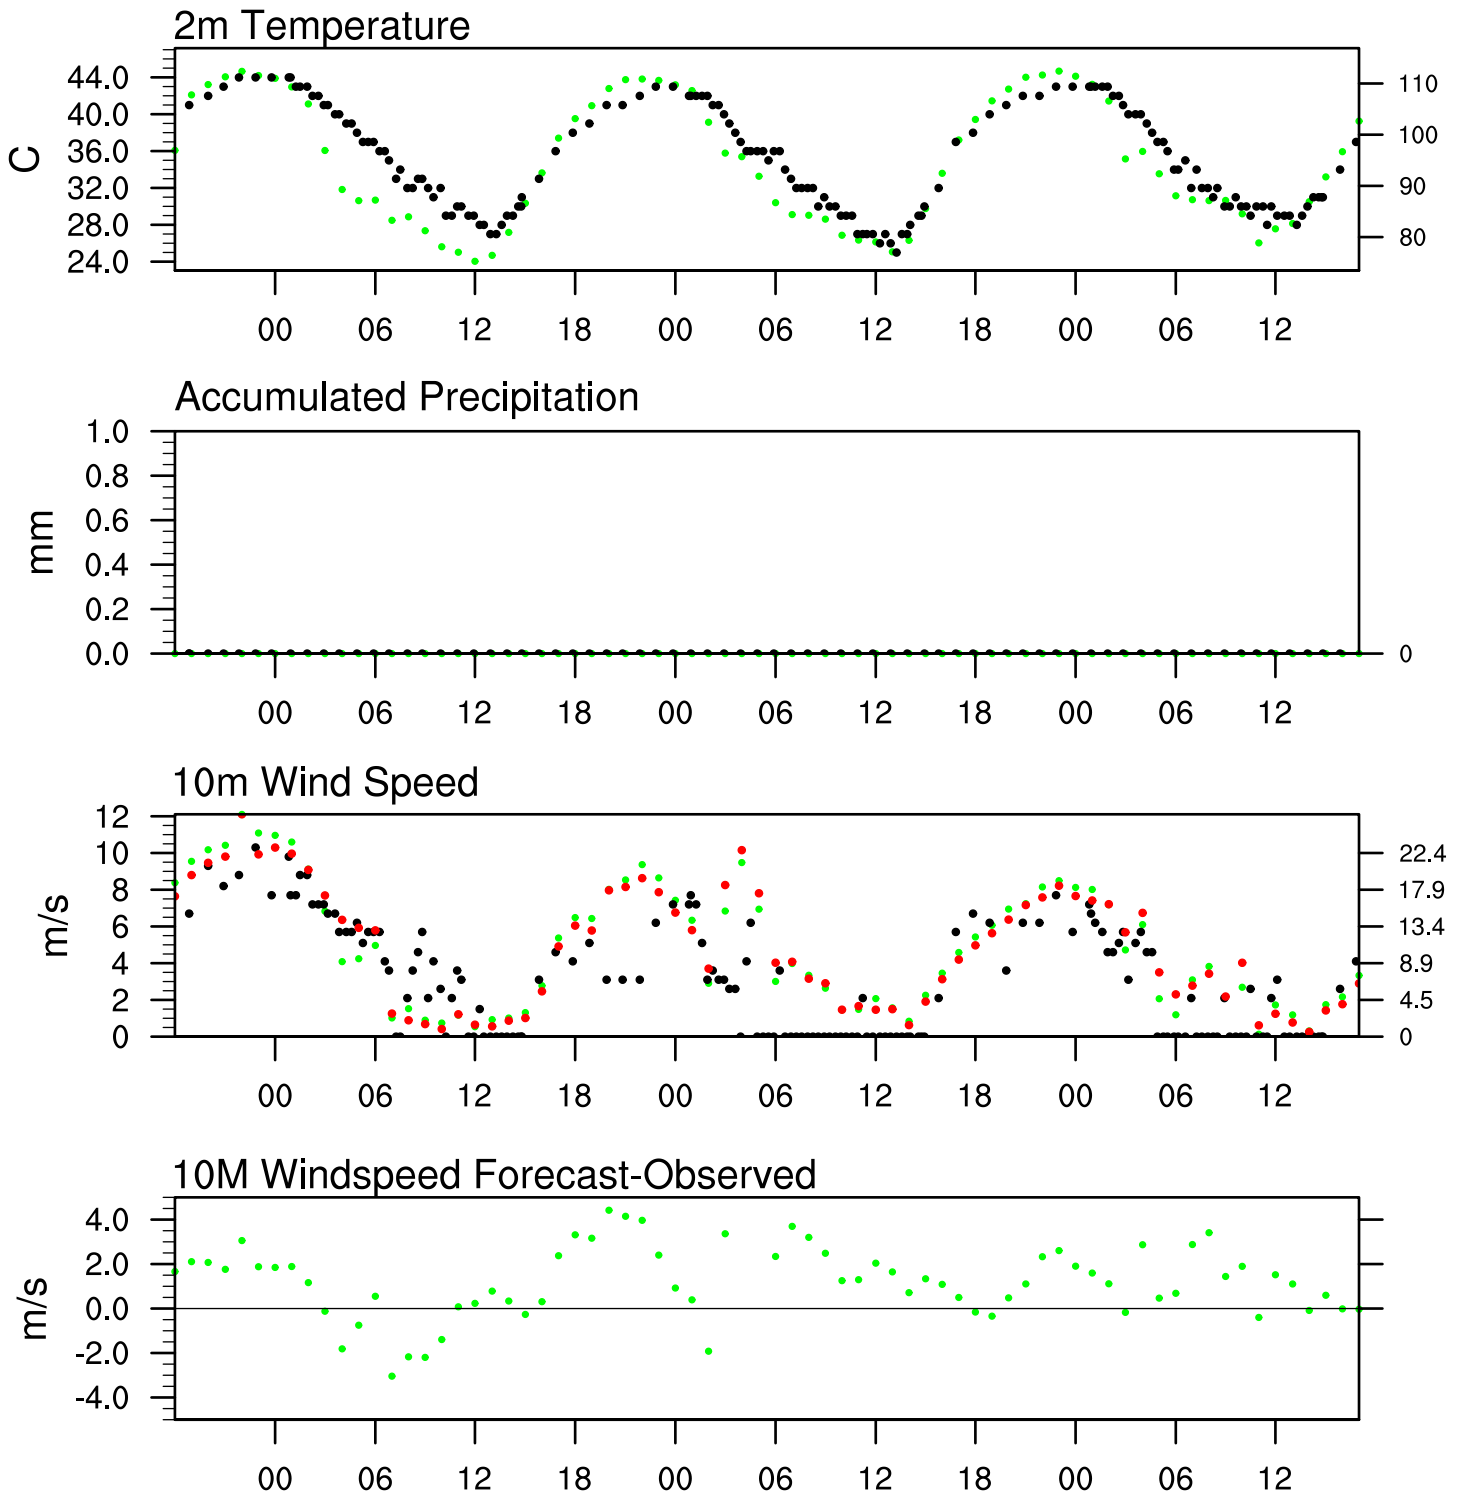 2m Temperature
44.0
40.0
36.0
32.0
28.0
24.0
C
110
100
90
80
00 06 12 18 00 06 12 18 00 06 12
Accumulated Precipitation
1.0
0.8
0.6
0.4
0.2
0.0
mm
0
00 06 12 18 00 06 12 18 00 06 12
10m Wind Speed
12
10
8
6
4
2
0
m/s
22.4
17.9
13.4
8.9
4.5
0
00 06 12 18 00 06 12 18 00 06 12
10M Windspeed Forecast-Observed
4.0
2.0
0.0
-2.0
-4.0
m/s
00 06 12 18 00 06 12 18 00 06 12